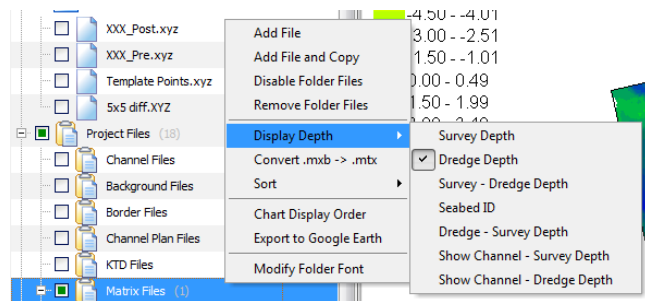 XXX_Post.xyz
XXX_Pre.xyz
Template Points.xyz
5x5 diff.XYZ
Project Files (18)
Channel Files
Background Files
Border Files
Channel Plan Files
KTD Files
Matrix Files (1)
Add File
Add File and Copy
Disable Folder Files
Remove Folder Files
Display Depth
Convert .mxb -> .mtx
Sort
Chart Display Order
Export to Google Earth
Modify Folder Font
-4.50 - -4.01
3.00 - -2.51
1.50 - -1.01
0.00 - 0.49
1.50 - 1.99
Survey Depth
Dredge Depth
Survey - Dredge Depth
Seabed ID
Dredge - Survey Depth
Show Channel - Survey Depth
Show Channel - Dredge Depth